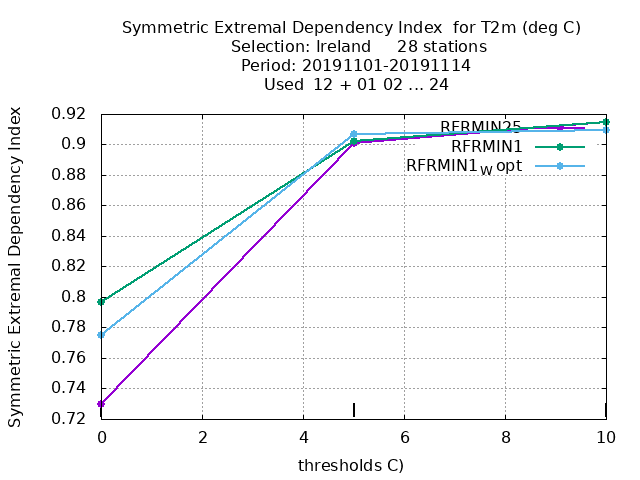 Symmetric Extremal Dependency Index for T2m (deg C)
Selection: Ireland 28 stations
Period: 20191101-20191114
Used 12 + 01 02 ... 24
Symmetric Extremal Dependency Index
0.92
0.9
0.88
0.86
0.84
0.82
0.8
0.78
0.76
0.74
0.72
RFRMIN25
RFRMIN1
RFRMIN1W opt
0 2 4 6 8 10
thresholds C)